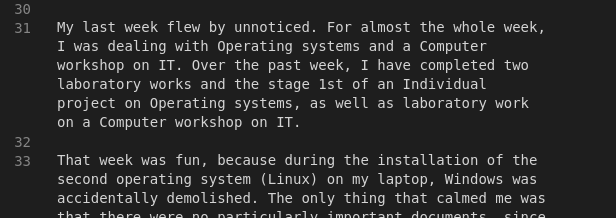 30
31 My last week flew by unnoticed. For almost the whole week,
I was dealing with Operating systems and a Computer
workshop on IT. Over the past week, I have completed two
laboratory works and the stage 1st of an Individual
project on Operating systems, as well as laboratory work
on a Computer workshop on IT.
32
33 That week was fun, because during the installation of the
second operating system (Linux) on my laptop, Windows was
accidentally demolished. The only thing that calmed me was
that there were no particularly important documents, since